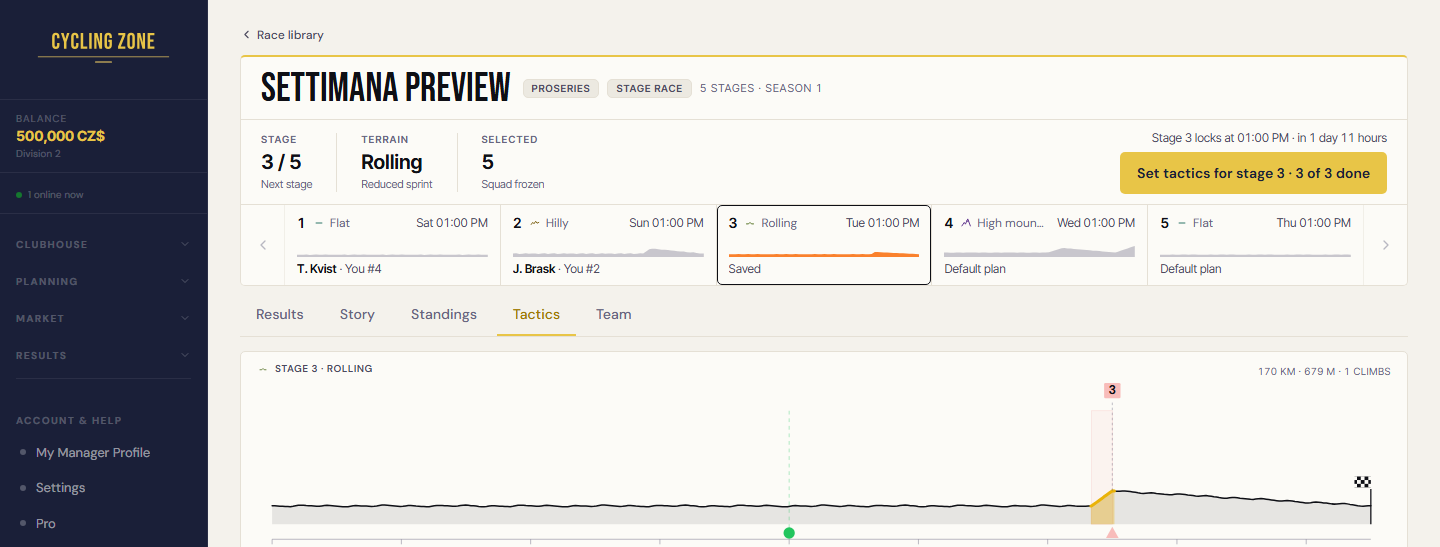 CYCLING ZONE
BALANCE
500,000 CZ$
Division 2
1 online now
CLUBHOUSE
PLANNING
MARKET
RESULTS
ACCOUNT & HELP
My Manager Profile
Settings
Pro
Race library
SETTIMANA PREVIEW PROSERIES STAGE RACE 5 STAGES · SEASON 1
STAGE
3 / 5
Next stage
TERRAIN
Rolling
Reduced sprint
SELECTED
5
Squad frozen
Stage 3 locks at 01:00 PM · in 1 day 11 hours
Set tactics for stage 3 · 3 of 3 done
1 Flat Sat 01:00 PM
T. Kvist · You #4
2 Hilly Sun 01:00 PM
J. Brask · You #2
3 Rolling Tue 01:00 PM
Saved
4 High moun... Wed 01:00 PM
Default plan
5 Flat Thu 01:00 PM
Default plan
Results Story Standings Tactics Team
STAGE 3 · ROLLING
170 KM · 679 M · 1 CLIMBS
3